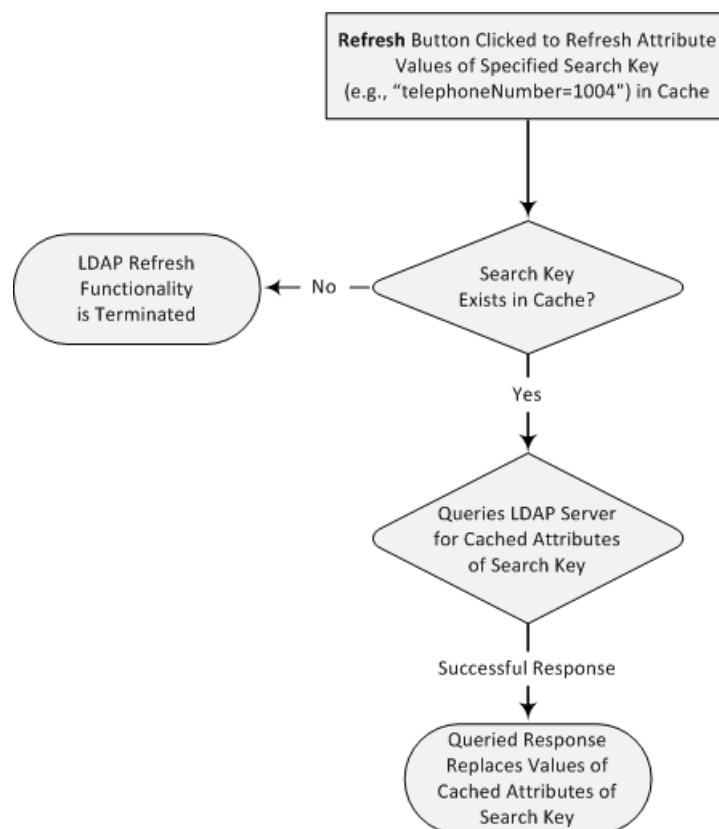 Refresh Button Clicked to Refresh Attribute
Values of Specified Search Key
(e.g., “telephoneNumber=1004") in Cache
Search Key
Exists in Cache?
No
LDAP Refresh
Functionality
is Terminated
Yes
Queries LDAP Server
for Cached Attributes
of Search Key
Successful Response
Queried Response
Replaces Values of
Cached Attributes of
Search Key